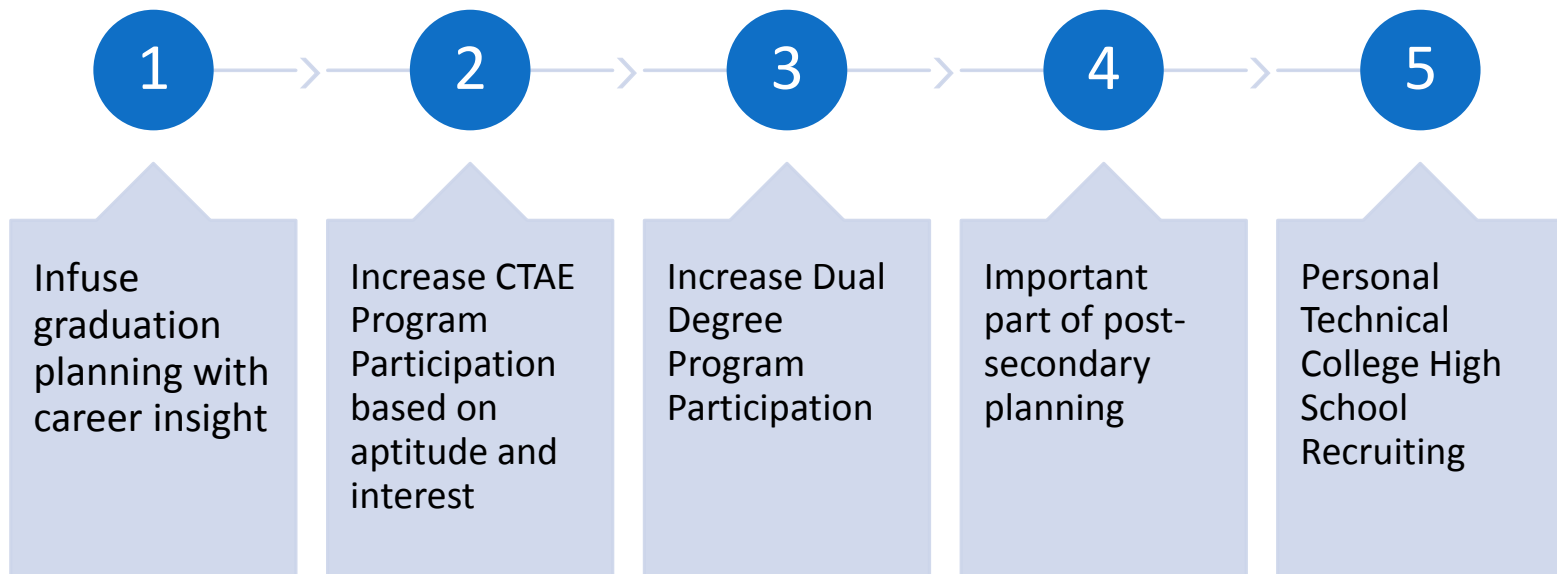 1
2
3
4
5
Infuse
graduation
planning with
career insight
Increase CTAE
Program
Participation
based on
aptitude and
interest
Increase Dual
Degree
Program
Participation
Important
part of post-
secondary
planning
Personal
Technical
College High
School
Recruiting